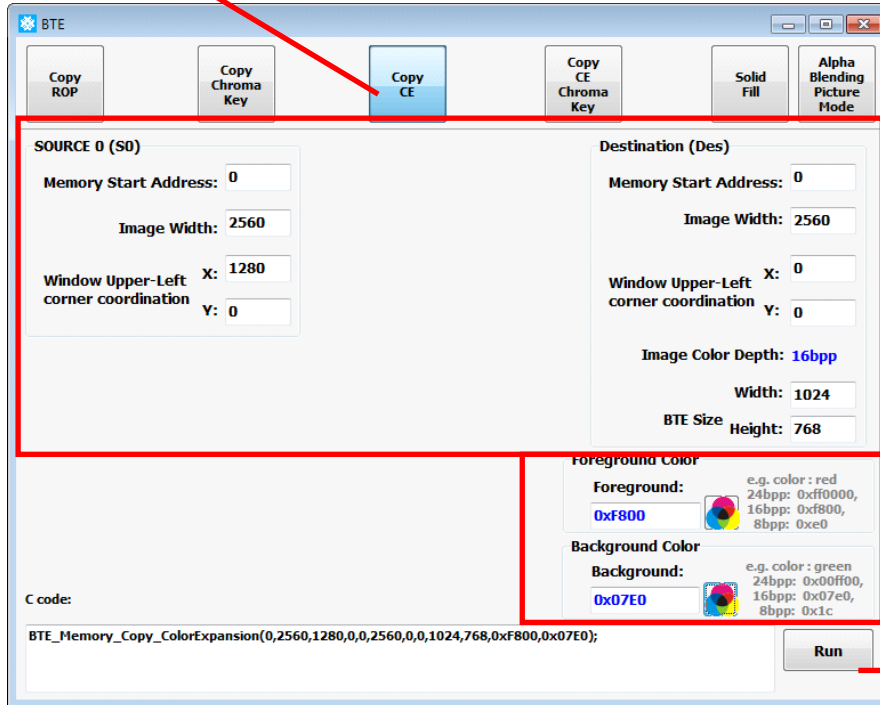 BTE
Copy
ROP
Copy
Chroma
Key
Copy
CE
Copy
CE
Chroma
Key
Solid
Fill
Alpha
Blending
Picture
Mode
SOURCE 0 (S0)
Memory Start Address: 0
Image Width: 2560
Window Upper-Left
corner coordination
X: 1280
Y: 0
Destination (Des)
Memory Start Address: 0
Image Width: 2560
Window Upper-Left
corner coordination
X: 0
Y: 0
Image Color Depth: 16bpp
BTE Size
Width: 1024
Height: 768
Foreground Color
Foreground:
0xF800
e.g. color : red
24bpp: 0xff0000,
16bpp: 0xf800,
8bpp: 0xe0
Background Color
Background:
0x07E0
e.g. color : green
24bpp: 0x00ff00,
16bpp: 0x07e0,
8bpp: 0x1c
C code:
BTE_Memory_Copy_ColorExpansion(0,2560,1280,0,0,2560,0,0,1024,768,0xF800,0x07E0);
Run